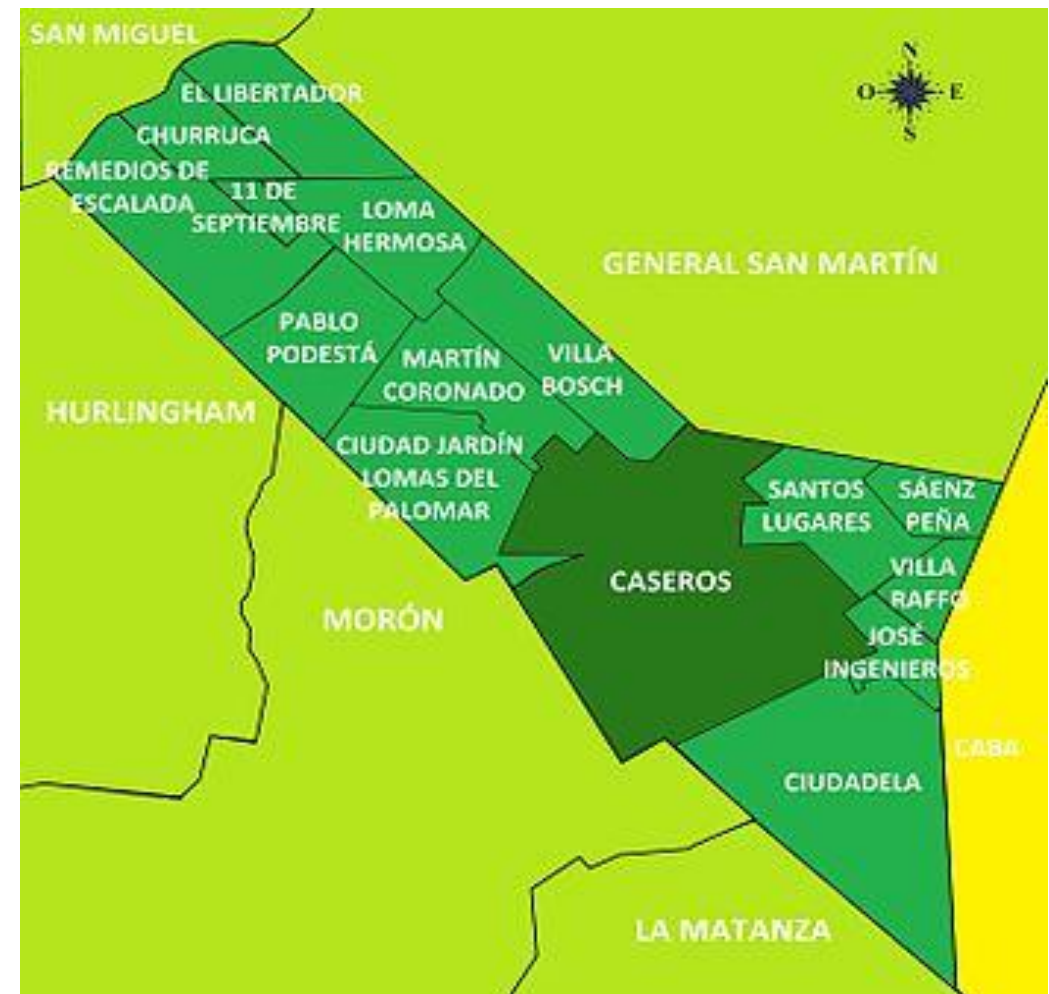 SAN MIGUEL
N
O
E
S
EL LIBERTADOR
CHURRUCA
REMEDIOS DE
ESCALADA
11 DE
SEPTIEMBRE
LOMA
HERMOSA
GENERAL SAN MARTÍN
PABLO
PODESTÁ
MARTÍN
CORONADO
VILLA
BOSCH
HURLINGHAM
CIUDAD JARDÍN
LOMAS DEL
PALOMAR
SANTOS
LUGARES
SÁENZ
PEÑA
CASEROS
VILLA
RAFFO
MORÓN
JOSÉ
INGENIEROS
CABA
CIUDADELA
LA MATANZA